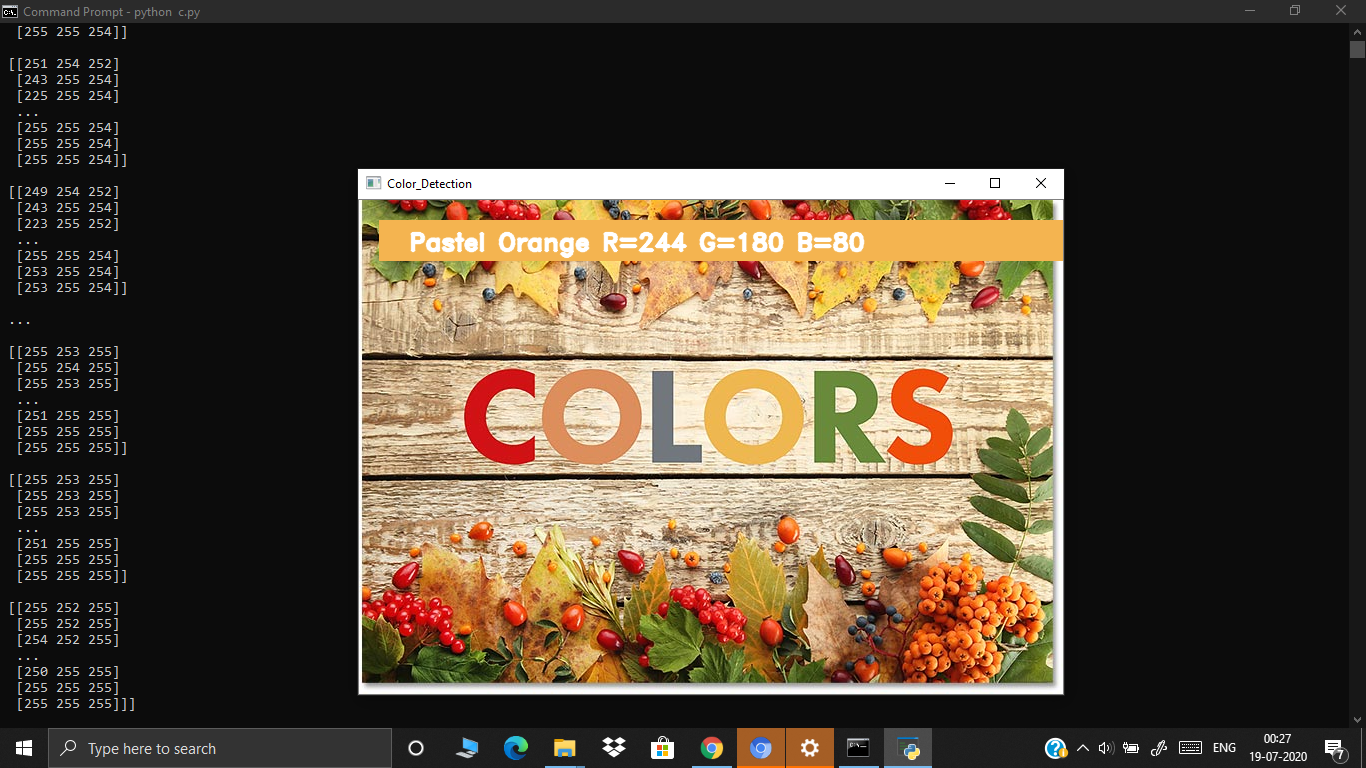 Command Prompt - python  c.py
[255 255 254]]
[[251 254 252]
[243 255 254]
[225 255 254]
...
[255 255 254]
[255 255 254]
[255 255 254]]
[[249 254 252]
[243 255 254]
[223 255 252]
...
[255 255 254]
[253 255 254]
[253 255 254]]
...
[[255 253 255]
[255 254 255]
[255 253 255]
...
[251 255 255]
[255 255 255]
[255 255 255]]
[[255 253 255]
[255 253 255]
[255 253 255]
...
[251 255 255]
[255 255 255]
[255 255 255]]
[[255 252 255]
[255 252 255]
[254 252 255]
...
[250 255 255]
[255 255 255]
[255 255 255]]]
Color_Detection
Pastel Orange R=244 G=180 B=80
COLORS
Type here to search
ENG
00:27
19-07-2020
7